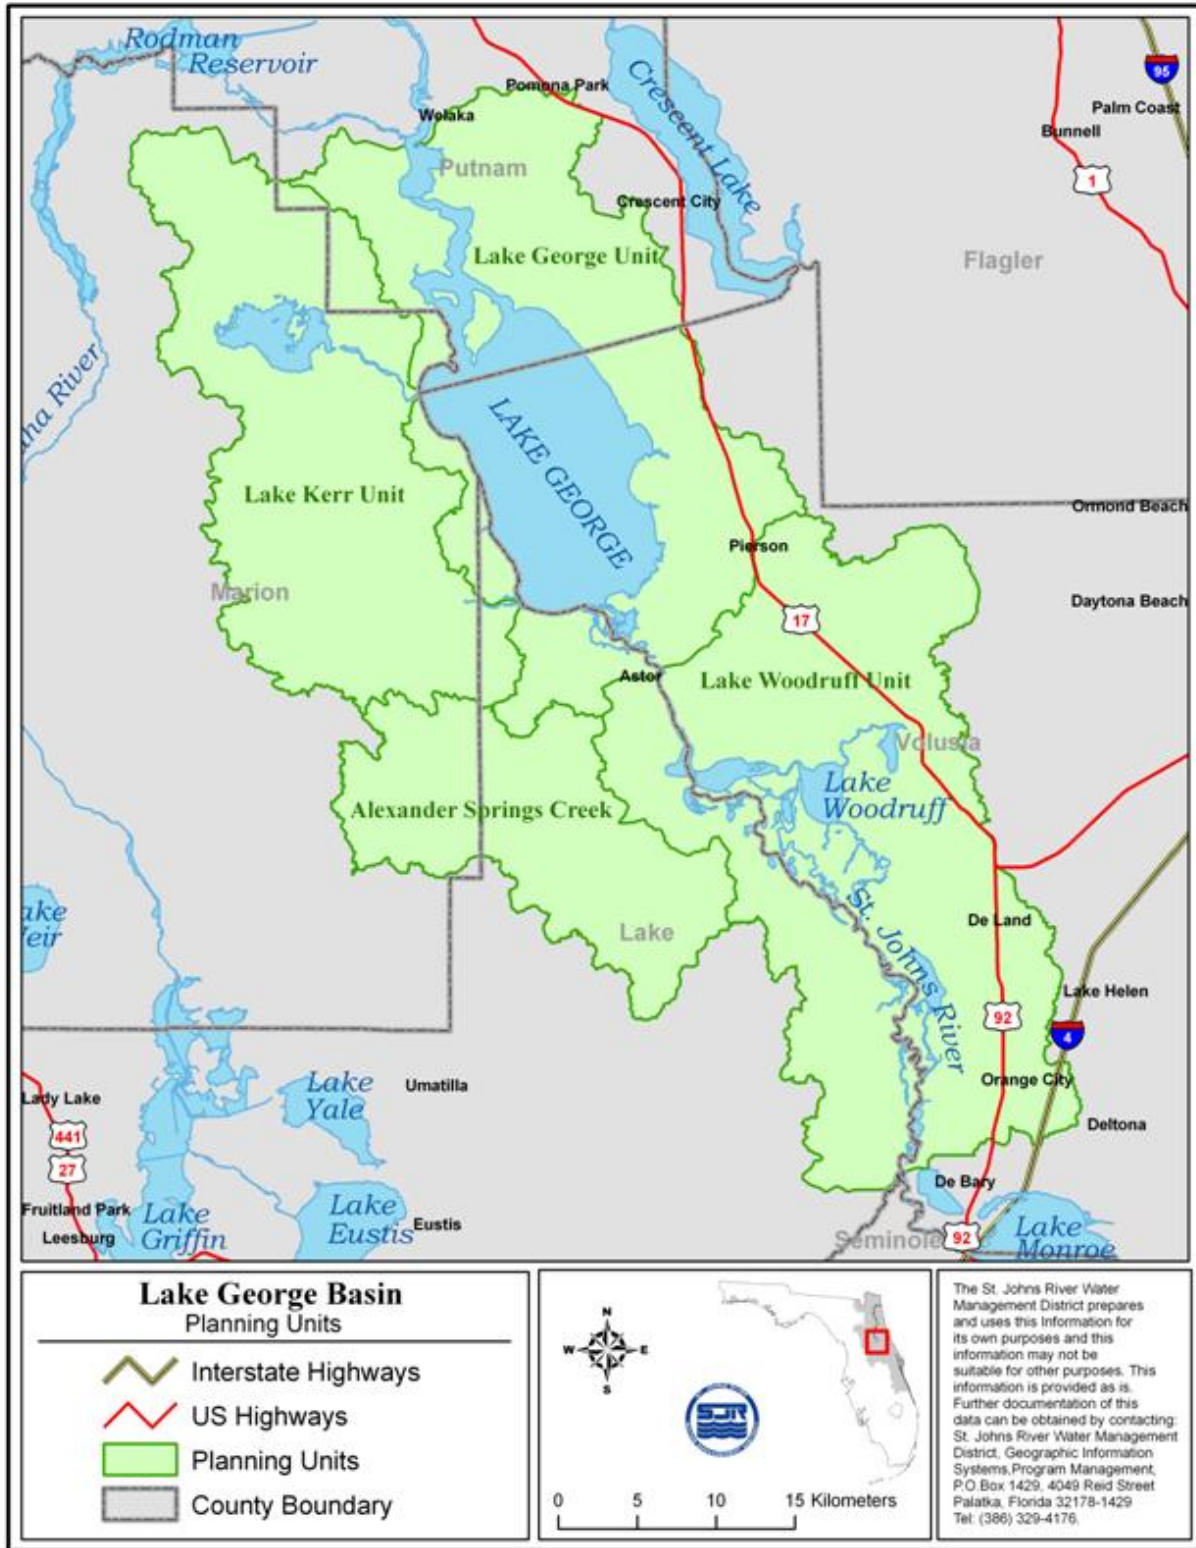 Rodman
Reservoir
Pomona Park
Welaka
Putnam
Crescent Lake
Crescent City
95
Palm Coast
Bunnell
1
Flagler
Lake George Unit
aha River
LAKE GEORGE
Lake Kerr Unit
Marion
Pierson
Ormond Beach
Daytona Beach
17
Astor
Lake Woodruff Unit
Volusia
Lake
Woodruff
Alexander Springs Creek
Lake
St. Johns River
De Land
ake
eir
Lake Helen
92
4
Orange City
Deltona
Lady Lake
441
27
Lake
Yale
Umatilla
Fruitland Park
Leesburg
Lake
Griffin
Lake
Eustis
Eustis
De Bary
Seminole
92
Lake
Monroe
Lake George Basin
Planning Units
Interstate Highways
US Highways
Planning Units
County Boundary
N
W E
S
SJR
0 5 10 15 Kilometers
The St. Johns River Water
Management District prepares
and uses this Information for
its own purposes and this
information may not be
suitable for other purposes. This
information is provided as is.
Further documentation of this
data can be obtained by contacting:
St. Johns River Water Management
District, Geographic Information
Systems,Program Management,
P.O.Box 1429, 4049 Reid Street
Palatka, Florida 32178-1429
Tel: (386) 329-4176.